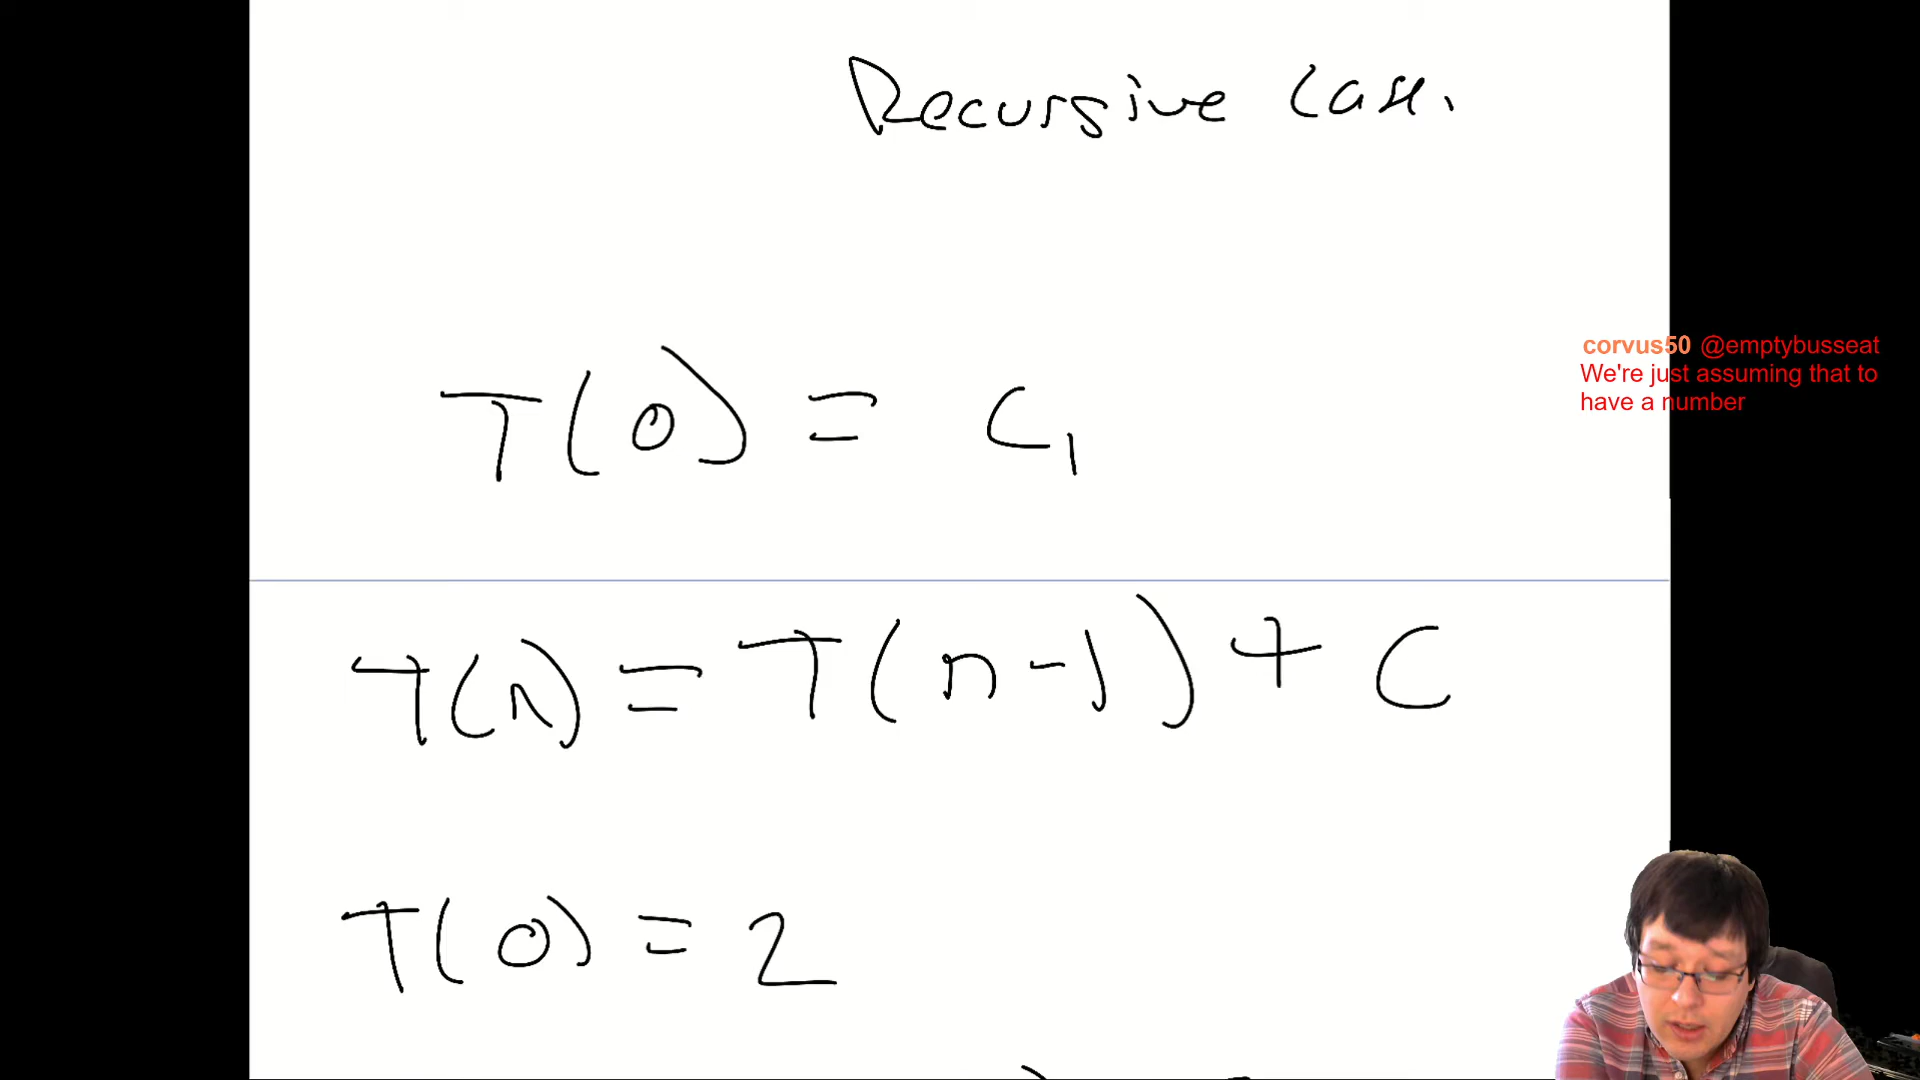 Recursive Case.
T(0) = C₁
corvus50 @emptybusseat
We're just assuming that to
have a number
T(n) = T(n-1) + C
T(0) = 2